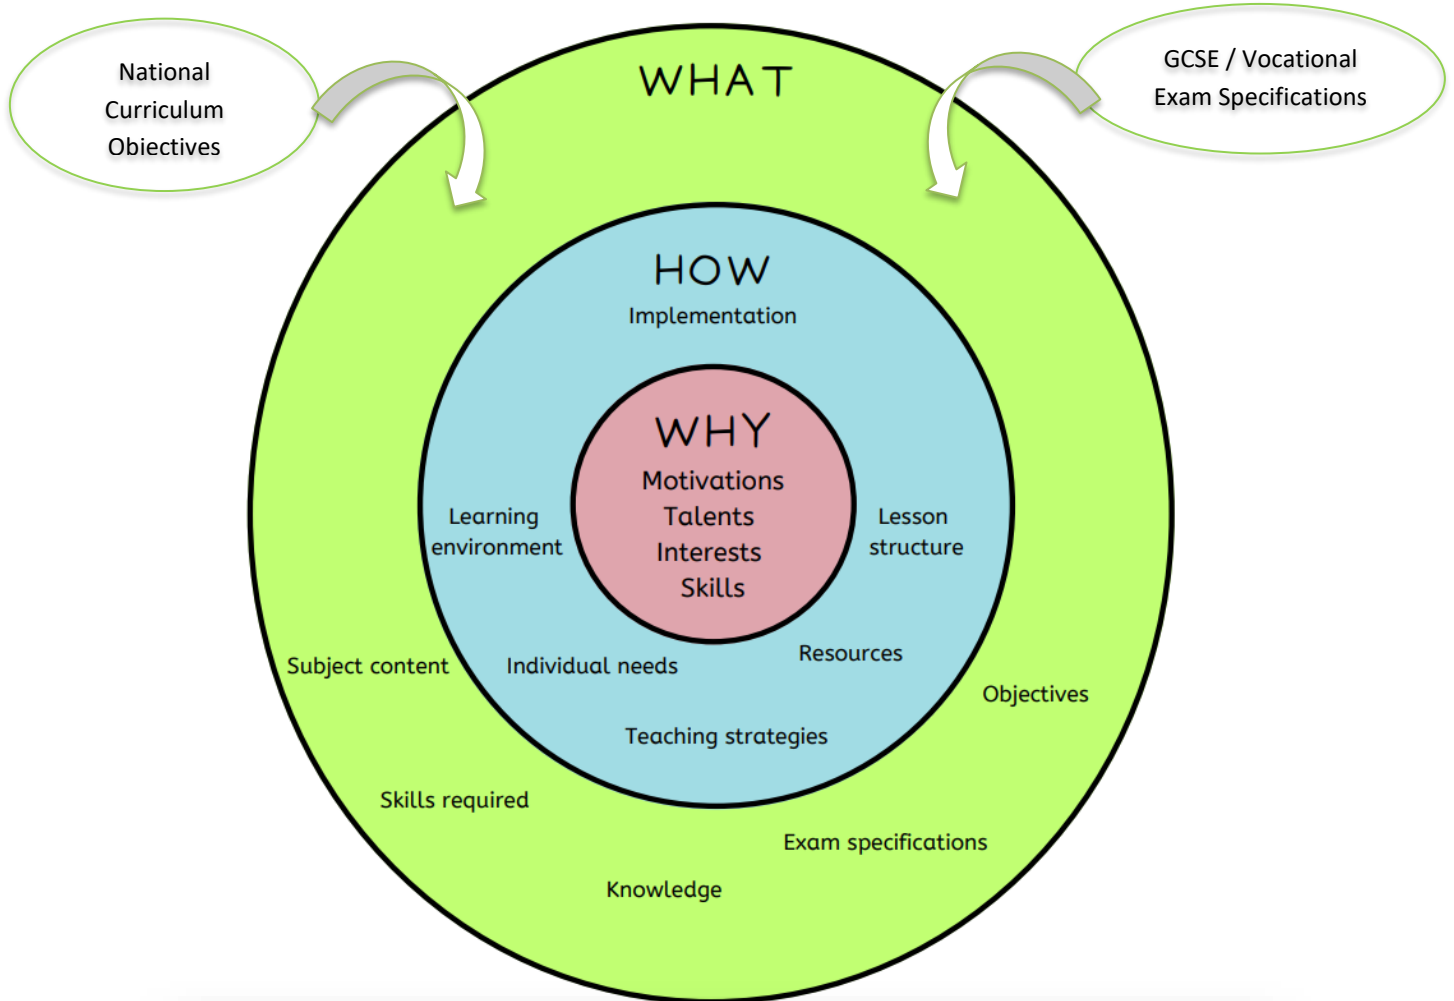 National
Curriculum
Obiectives
GCSE / Vocational
Exam Specifications
WHAT
HOW
Implementation
WHY
Motivations
Talents
Interests
Skills
Learning
environment
Lesson
structure
Individual needs
Resources
Teaching strategies
Subject content
Objectives
Skills required
Exam specifications
Knowledge